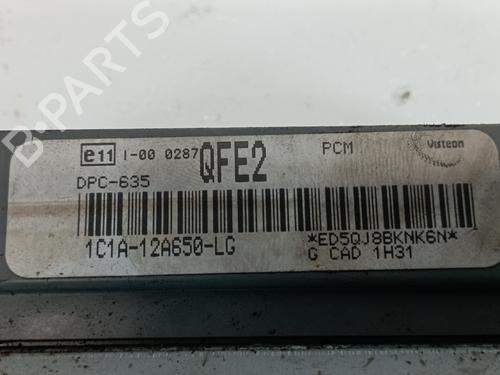 e11 I-00 0287 QFE2 PCM Visteon
DPC-635
1C1A-12A650-LG *ED5QJ8BKNK6N*
G CAD 1H31
B-PARTS